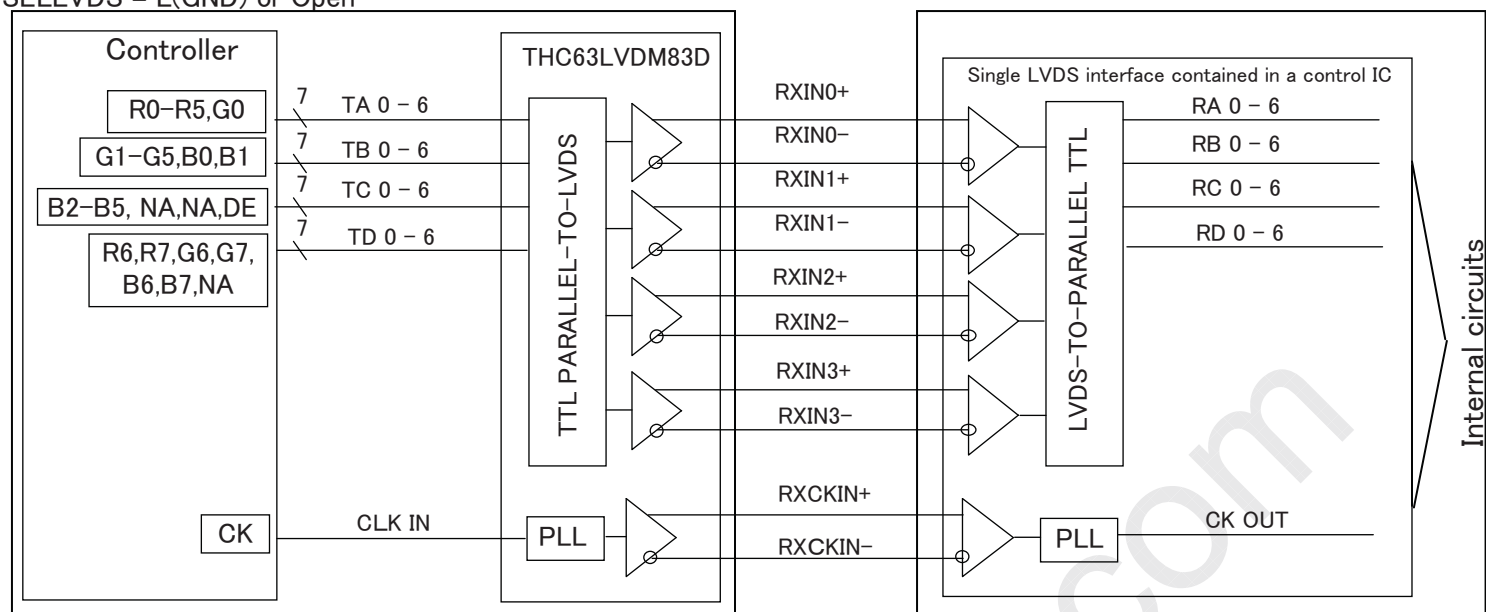 SELLVDS = L(GND) or Open
Controller
THC63LVDM83D
Single LVDS interface contained in a control IC
R0-R5,G0
7
TA 0 - 6
RXIN0+
RA 0 - 6
RXIN0-
G1-G5,B0,B1
7
TB 0 - 6
RB 0 - 6
B2-B5, NA,NA,DE
7
TC 0 - 6
RXIN1+
RC 0 - 6
RXIN1-
R6,R7,G6,G7,
B6,B7,NA
7
TD 0 - 6
RD 0 - 6
RXIN2+
RXIN2-
RXIN3+
RXIN3-
TTL PARALLEL-TO-LVDS
LVDS-TO-PARALLEL TTL
Internal circuits
CK
CLK IN
PLL
RXCKIN+
RXCKIN-
PLL
CK OUT
com